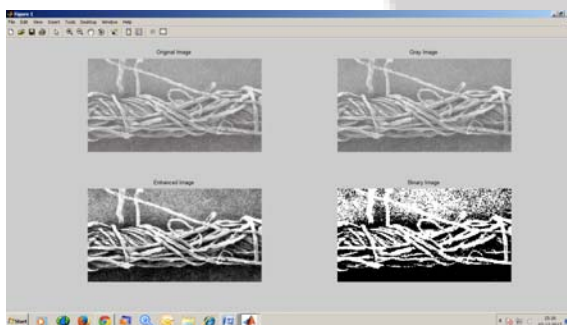 Figure 1
File Edit View Insert Tools Desktop Window Help
Original Image
Gray Image
Enhanced Image
Binary Image
Start